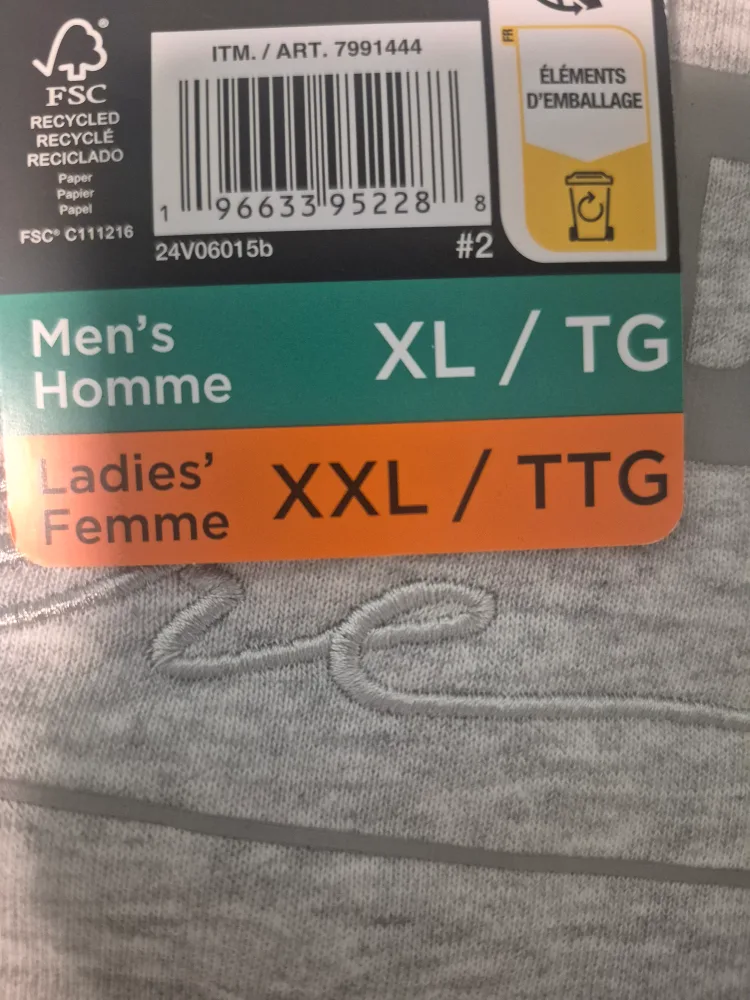 FSC®
RECYCLED
RECYCLÉ
RECICLADO
Paper
Papier
Papel
FSC® C111216
ITM. / ART. 7991444
1 96633 95228 8
24V06015b
#2
FR
ÉLÉMENTS
D'EMBALLAGE
Men's
Homme
XL / TG
Ladies'
Femme
XXL / TTG